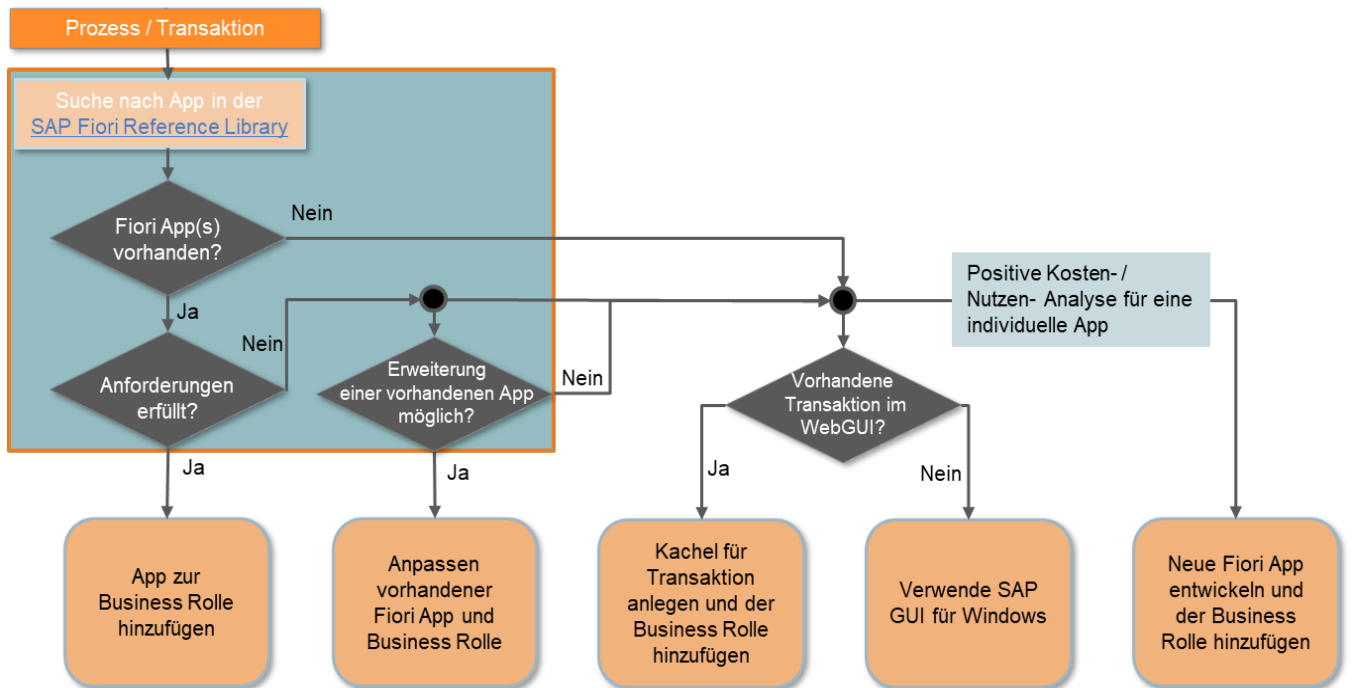 Prozess / Transaktion
Suche nach App in der
SAP Fiori Reference Library
Fiori App(s)
vorhanden?
Nein
Ja
Anforderungen
erfüllt?
Nein
Erweiterung
einer vorhandenen App
möglich?
Nein
Positive Kosten- /
Nutzen- Analyse für eine
individuelle App
Vorhandene
Transaktion im
WebGUI?
Ja
Ja
Ja
Nein
App zur
Business Rolle
hinzufügen
Anpassen
vorhandener
Fiori App und
Business Rolle
Kachel für
Transaktion
anlegen und der
Business Rolle
hinzufügen
Verwende SAP
GUI für Windows
Neue Fiori App
entwickeln und
der Business
Rolle hinzufügen